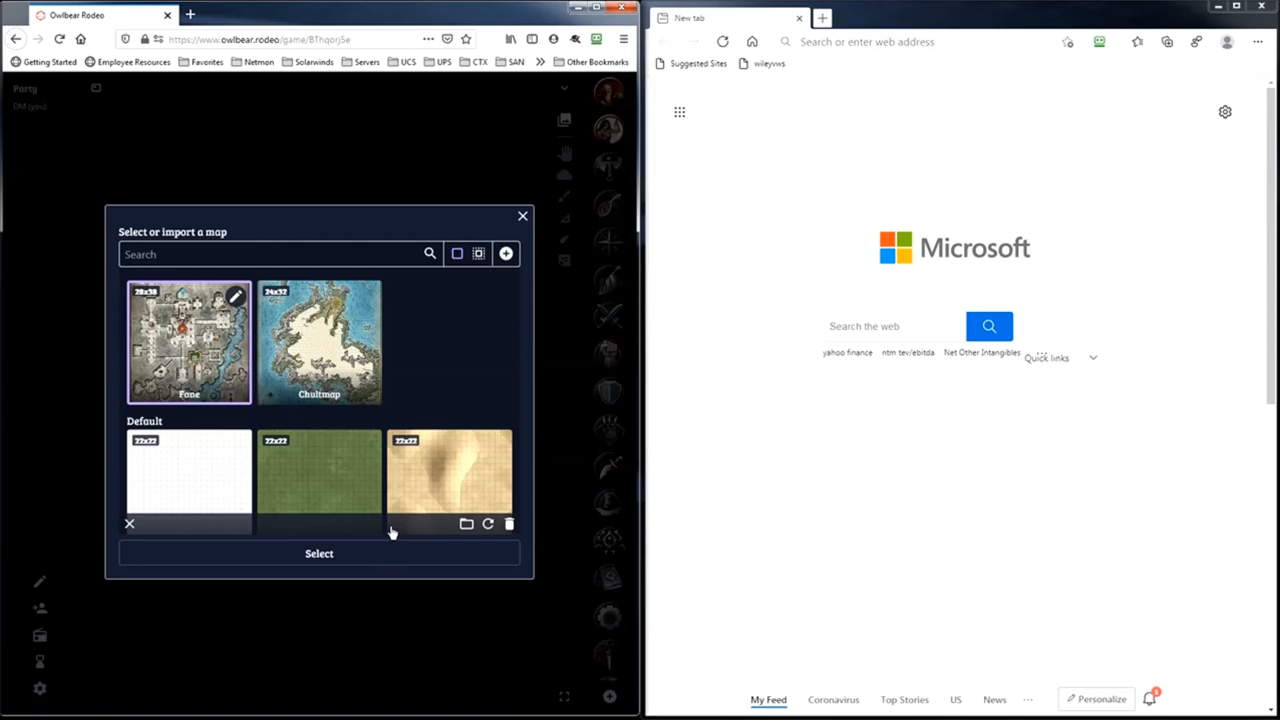 Owlbear Rodeo
https://www.owlbear.rodeo/game/BThqorj5e
Getting Started
Employee Resources
Favorites
Netmon
Solarwinds
Servers
UCS
UPS
CTX
SAN
Other Bookmarks
Party
DM (you)
Select or import a map
Search
28x38
Fane
24x32
Chultmap
Default
22x22
22x22
22x22
Select
New tab
Search or enter web address
Suggested Sites
wileyvws
Microsoft
Search the web
yahoo finance
ntm tev/ebitda
Net Other Intangibles
Quick links
My Feed
Coronavirus
Top Stories
US
News
Personalize